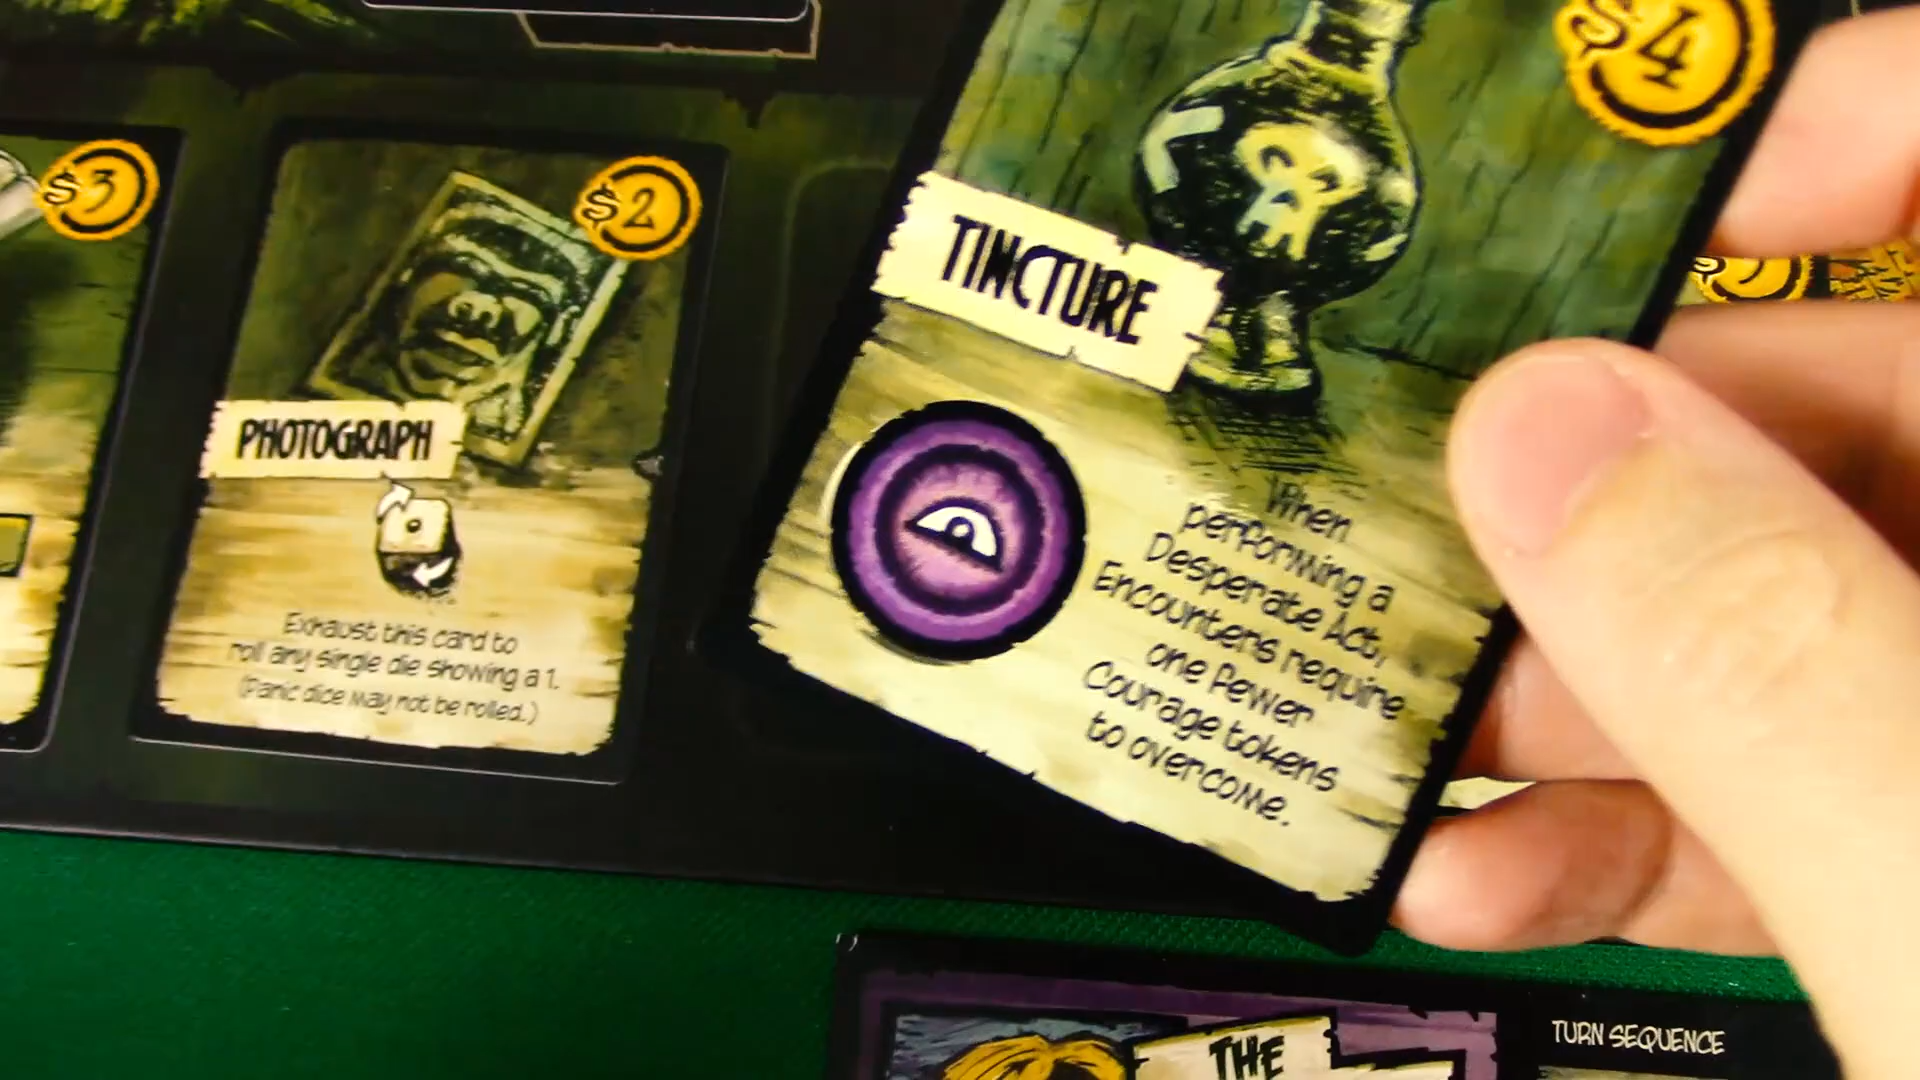 $3
$2
PHOTOGRAPH
Exhaust this card to
roll any single die showing a 1.
(Panic dice may not be rolled.)
$4
TINCTURE
When
performing a
Desperate Act,
Encounters require
one fewer
Courage tokens
to overcome.
$
THE
TURN SEQUENCE